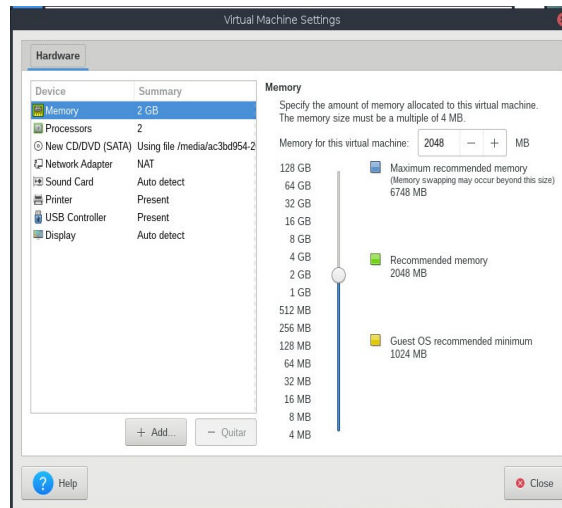 Virtual Machine Settings
Hardware
Device Summary
Memory 2 GB
Processors 2
New CD/DVD (SATA) Using file /media/ac3bd954-2
Network Adapter NAT
Sound Card Auto detect
Printer Present
USB Controller Present
Display Auto detect
+ Add...
− Quitar
Memory
Specify the amount of memory allocated to this virtual machine.
The memory size must be a multiple of 4 MB.
Memory for this virtual machine: 2048 − + MB
128 GB
64 GB
32 GB
16 GB
8 GB
4 GB
2 GB
1 GB
512 MB
256 MB
128 MB
64 MB
32 MB
16 MB
8 MB
4 MB
Maximum recommended memory
(Memory swapping may occur beyond this size)
6748 MB
Recommended memory
2048 MB
Guest OS recommended minimum
1024 MB
? Help
Close